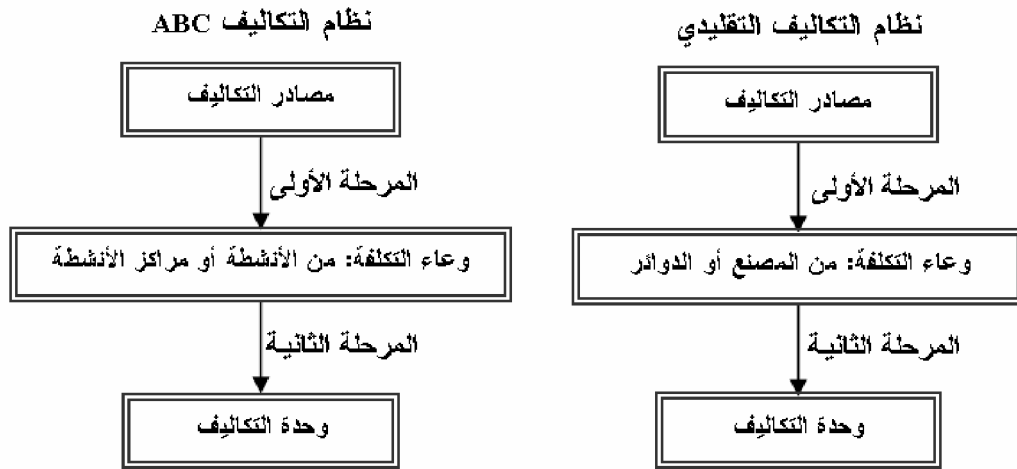 نظام التكاليف التقليدي
مصادر التكاليف
المرحلة الأولى
وعاء التكلفة: من المصنع أو الدوائر
المرحلة الثانية
وحدة التكاليف
نظام التكاليف ABC
مصادر التكاليف
المرحلة الأولى
وعاء التكلفة: من الأنشطة أو مراكز الأنشطة
المرحلة الثانية
وحدة التكاليف